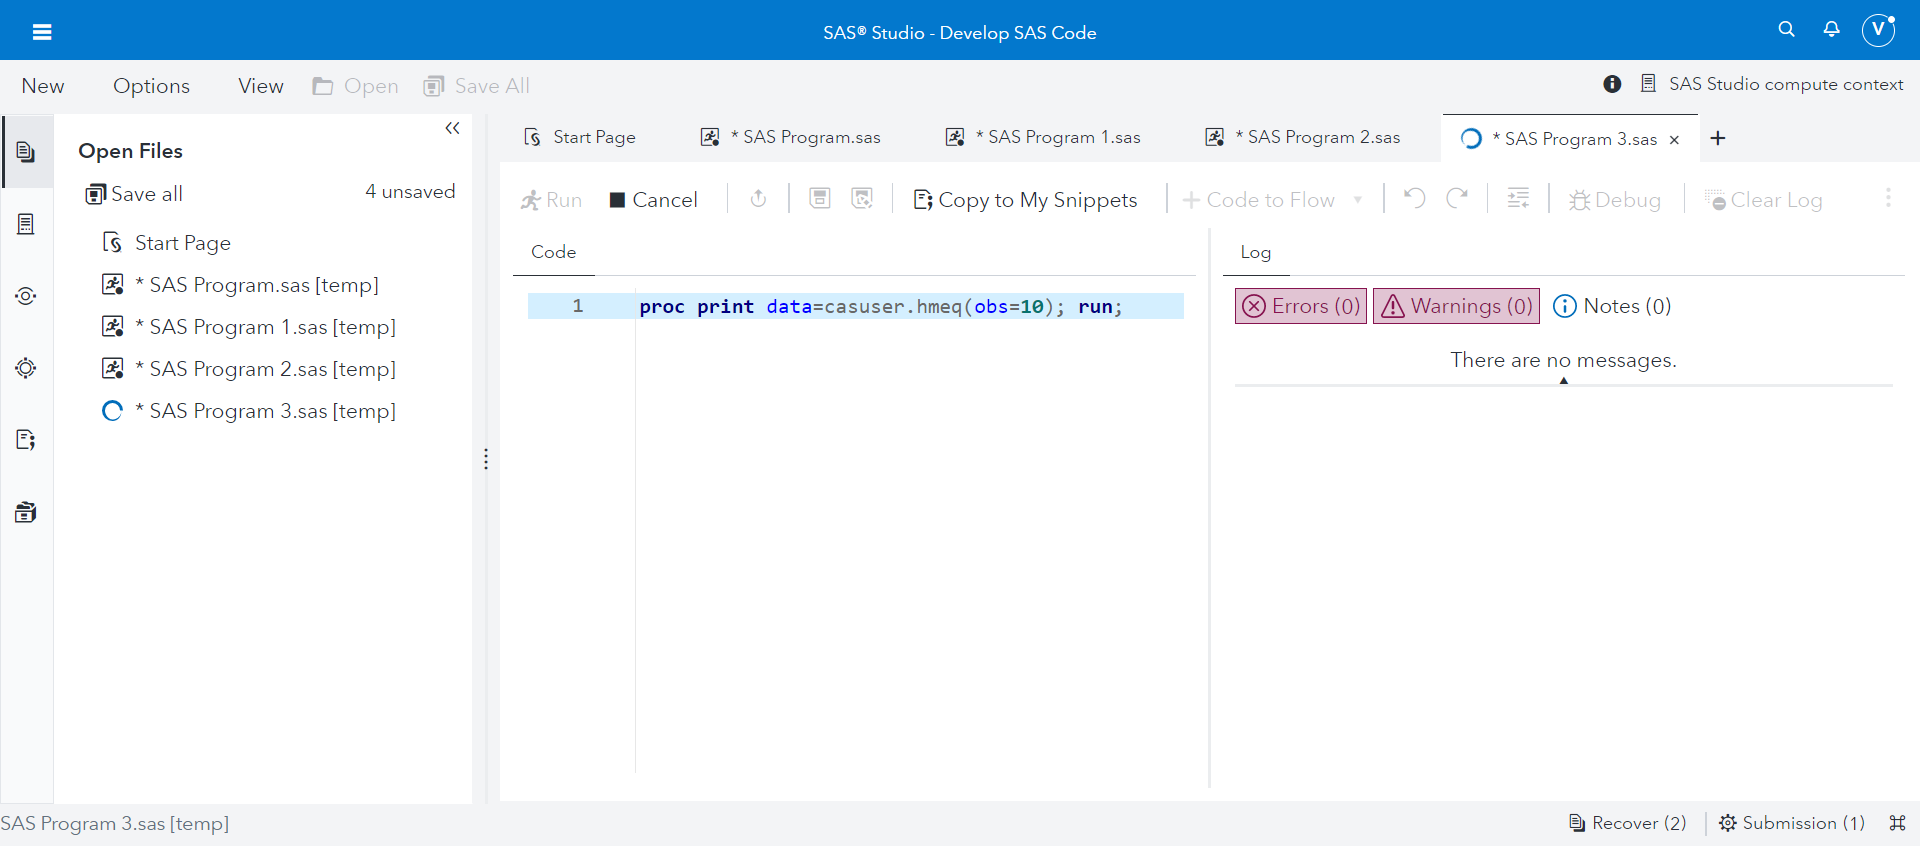 SAS® Studio - Develop SAS Code
V
New Options View Open Save All
SAS Studio compute context
Open Files
Save all 4 unsaved
Start Page
* SAS Program.sas [temp]
* SAS Program 1.sas [temp]
* SAS Program 2.sas [temp]
* SAS Program 3.sas [temp]
Start Page * SAS Program.sas * SAS Program 1.sas * SAS Program 2.sas * SAS Program 3.sas
Run Cancel Copy to My Snippets Code to Flow Debug Clear Log
Code
1 proc print data=casuser.hmeq(obs=10); run;
Log
Errors (0) Warnings (0) Notes (0)
There are no messages.
SAS Program 3.sas [temp]
Recover (2) Submission (1)